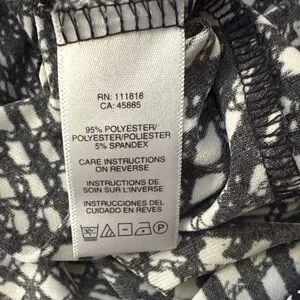 RN: 111818
CA: 45885
95% POLYESTER/
POLYESTER/POLIESTER
5% SPANDEX
CARE INSTRUCTIONS
ON REVERSE
INSTRUCTIONS DE
SOIN SUR L'INVERSE
INSTRUCCIONES DEL
CUIDADO EN REVES
30°C
P